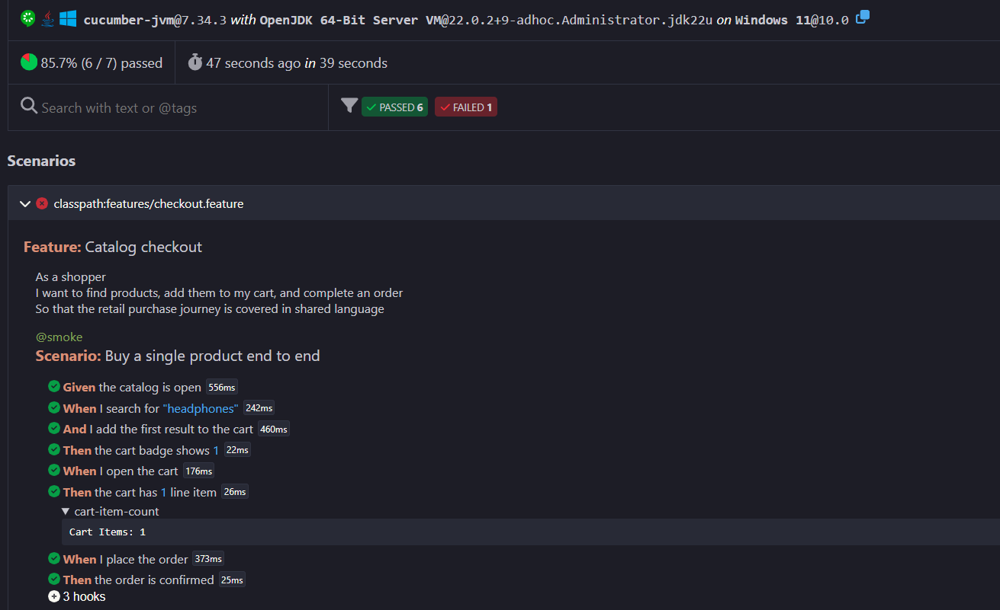 cucumber-jvm@7.34.3 with OpenJDK 64-Bit Server VM@22.0.2+9-adhoc.Administrator.jdk22u on Windows 11@10.0
85.7% (6 / 7) passed
47 seconds ago in 39 seconds
Search with text or @tags
PASSED 6
FAILED 1
Scenarios
classpath:features/checkout.feature
Feature: Catalog checkout
As a shopper
I want to find products, add them to my cart, and complete an order
So that the retail purchase journey is covered in shared language
@smoke
Scenario: Buy a single product end to end
Given the catalog is open 556ms
When I search for "headphones" 242ms
And I add the first result to the cart 460ms
Then the cart badge shows 1 22ms
When I open the cart 176ms
Then the cart has 1 line item 26ms
cart-item-count
Cart Items: 1
When I place the order 373ms
Then the order is confirmed 25ms
3 hooks